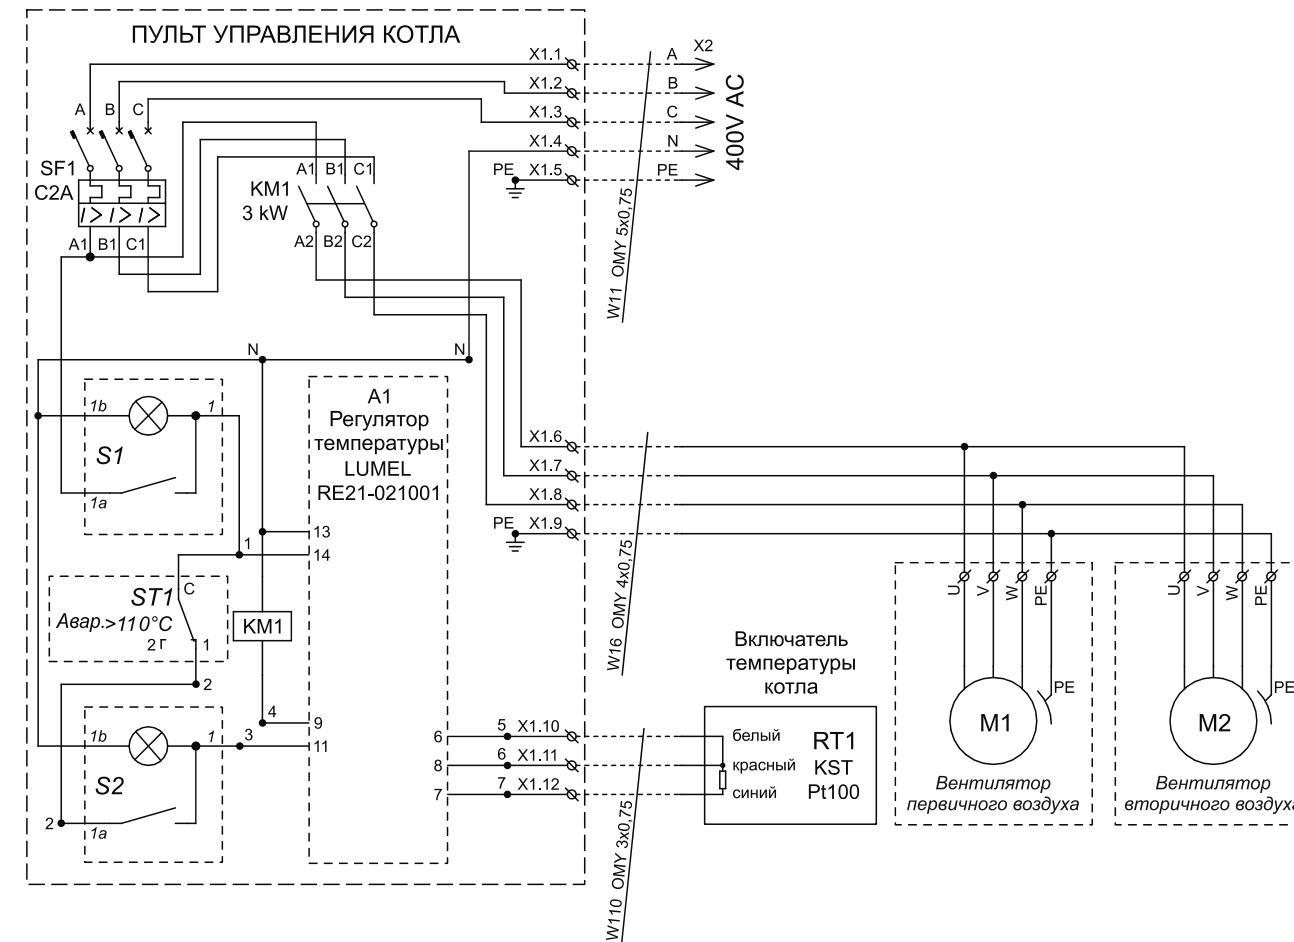 ПУЛЬТ УПРАВЛЕНИЯ КОТЛА
X1.1
A
X2
X1.2
B
X1.3
C
X1.4
N
PE
X1.5
PE
400V AC
W11 OMY 5x0,75
A
B
C
SF1
C2A
I >
I >
I >
A1
B1
C1
KM1
3 kW
A1
B1
C1
A2
B2
C2
N
N
1b
1
S1
1a
A1
Регулятор
температуры
LUMEL
RE21-021001
13
14
1
ST1
C
Авар.>110°C
2 Г
1
KM1
2
4
9
3
11
1b
1
S2
2
1a
X1.6
X1.7
X1.8
PE
X1.9
W16 OMY 4x0,75
6
5
X1.10
8
6
X1.11
7
7
X1.12
W110 OMY 3x0,75
Включатель
температуры
котла
белый
красный
синий
RT1
KST
Pt100
U
V
W
PE
PE
M1
Вентилятор
первичного воздуха
U
V
W
PE
PE
M2
Вентилятор
вторичного воздуха